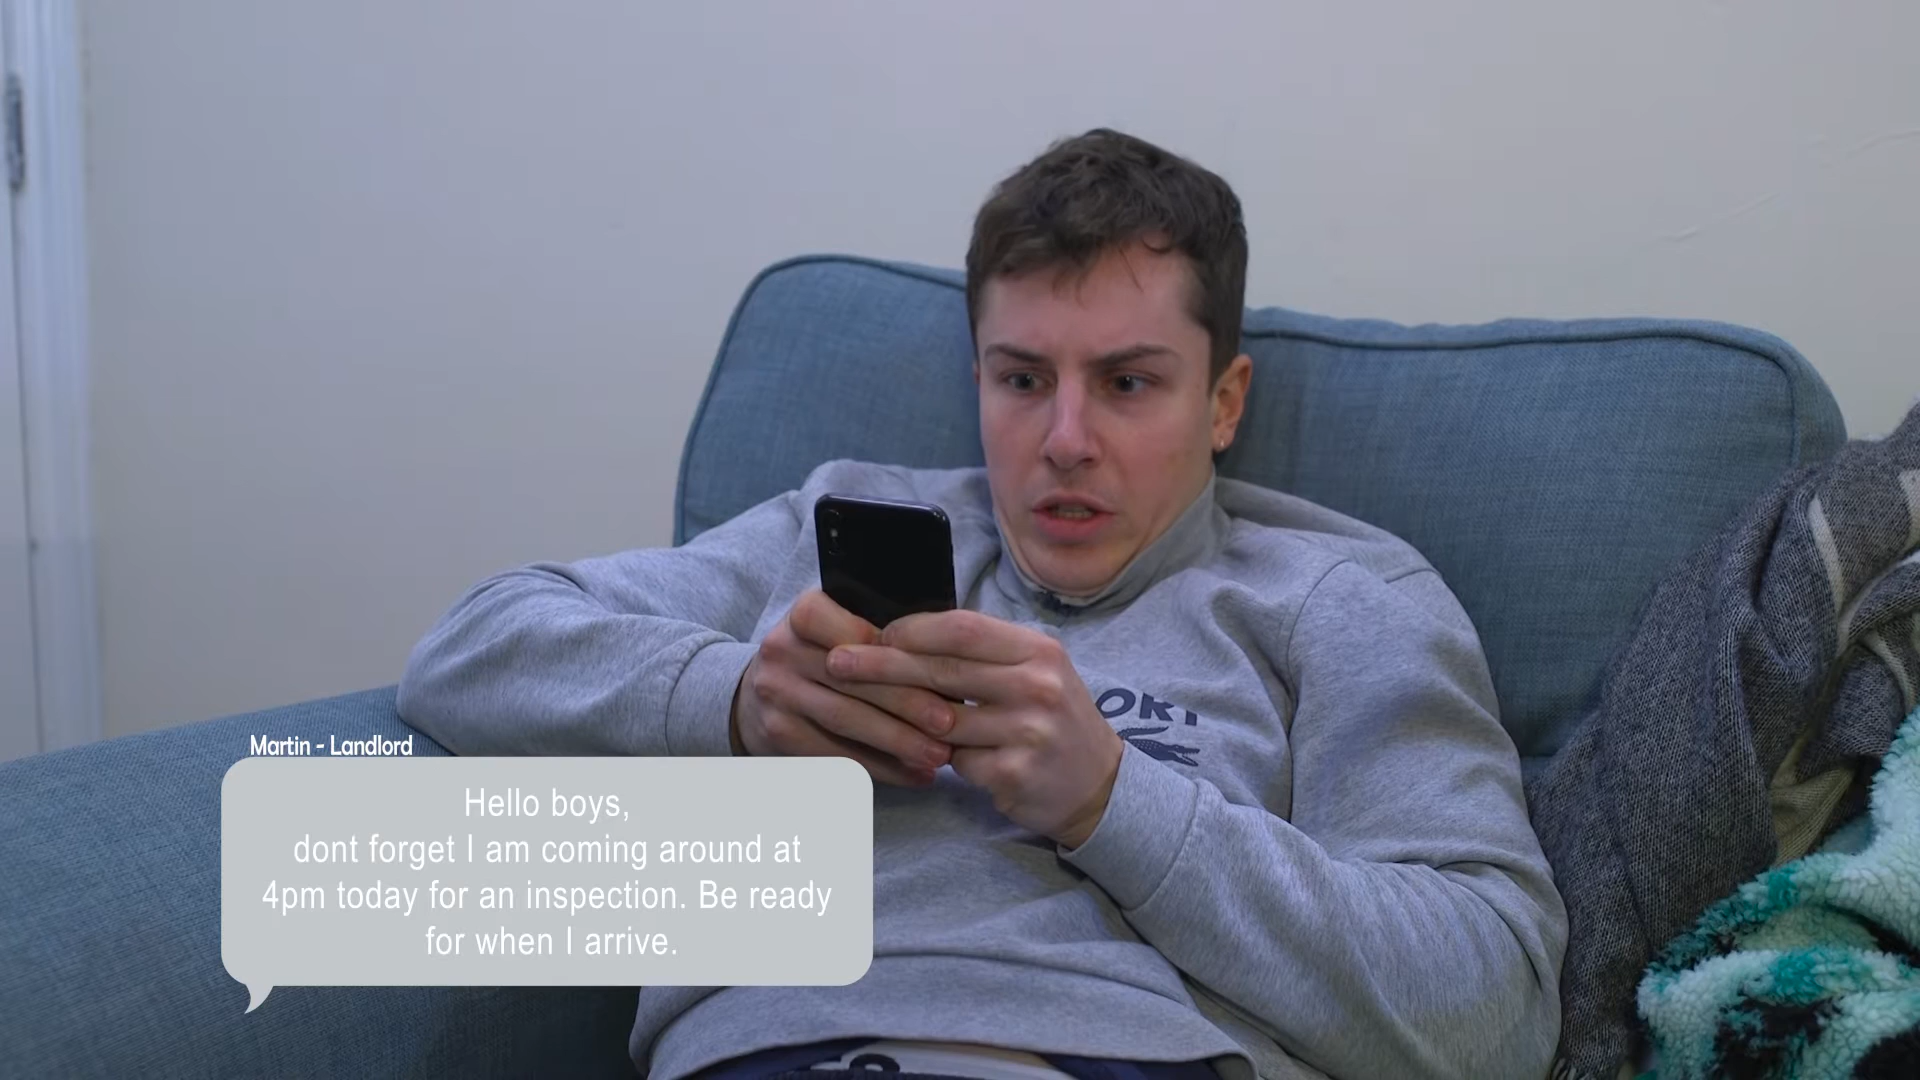 ORT
Martin - Landlord
Hello boys,
dont forget I am coming around at
4pm today for an inspection. Be ready
for when I arrive.